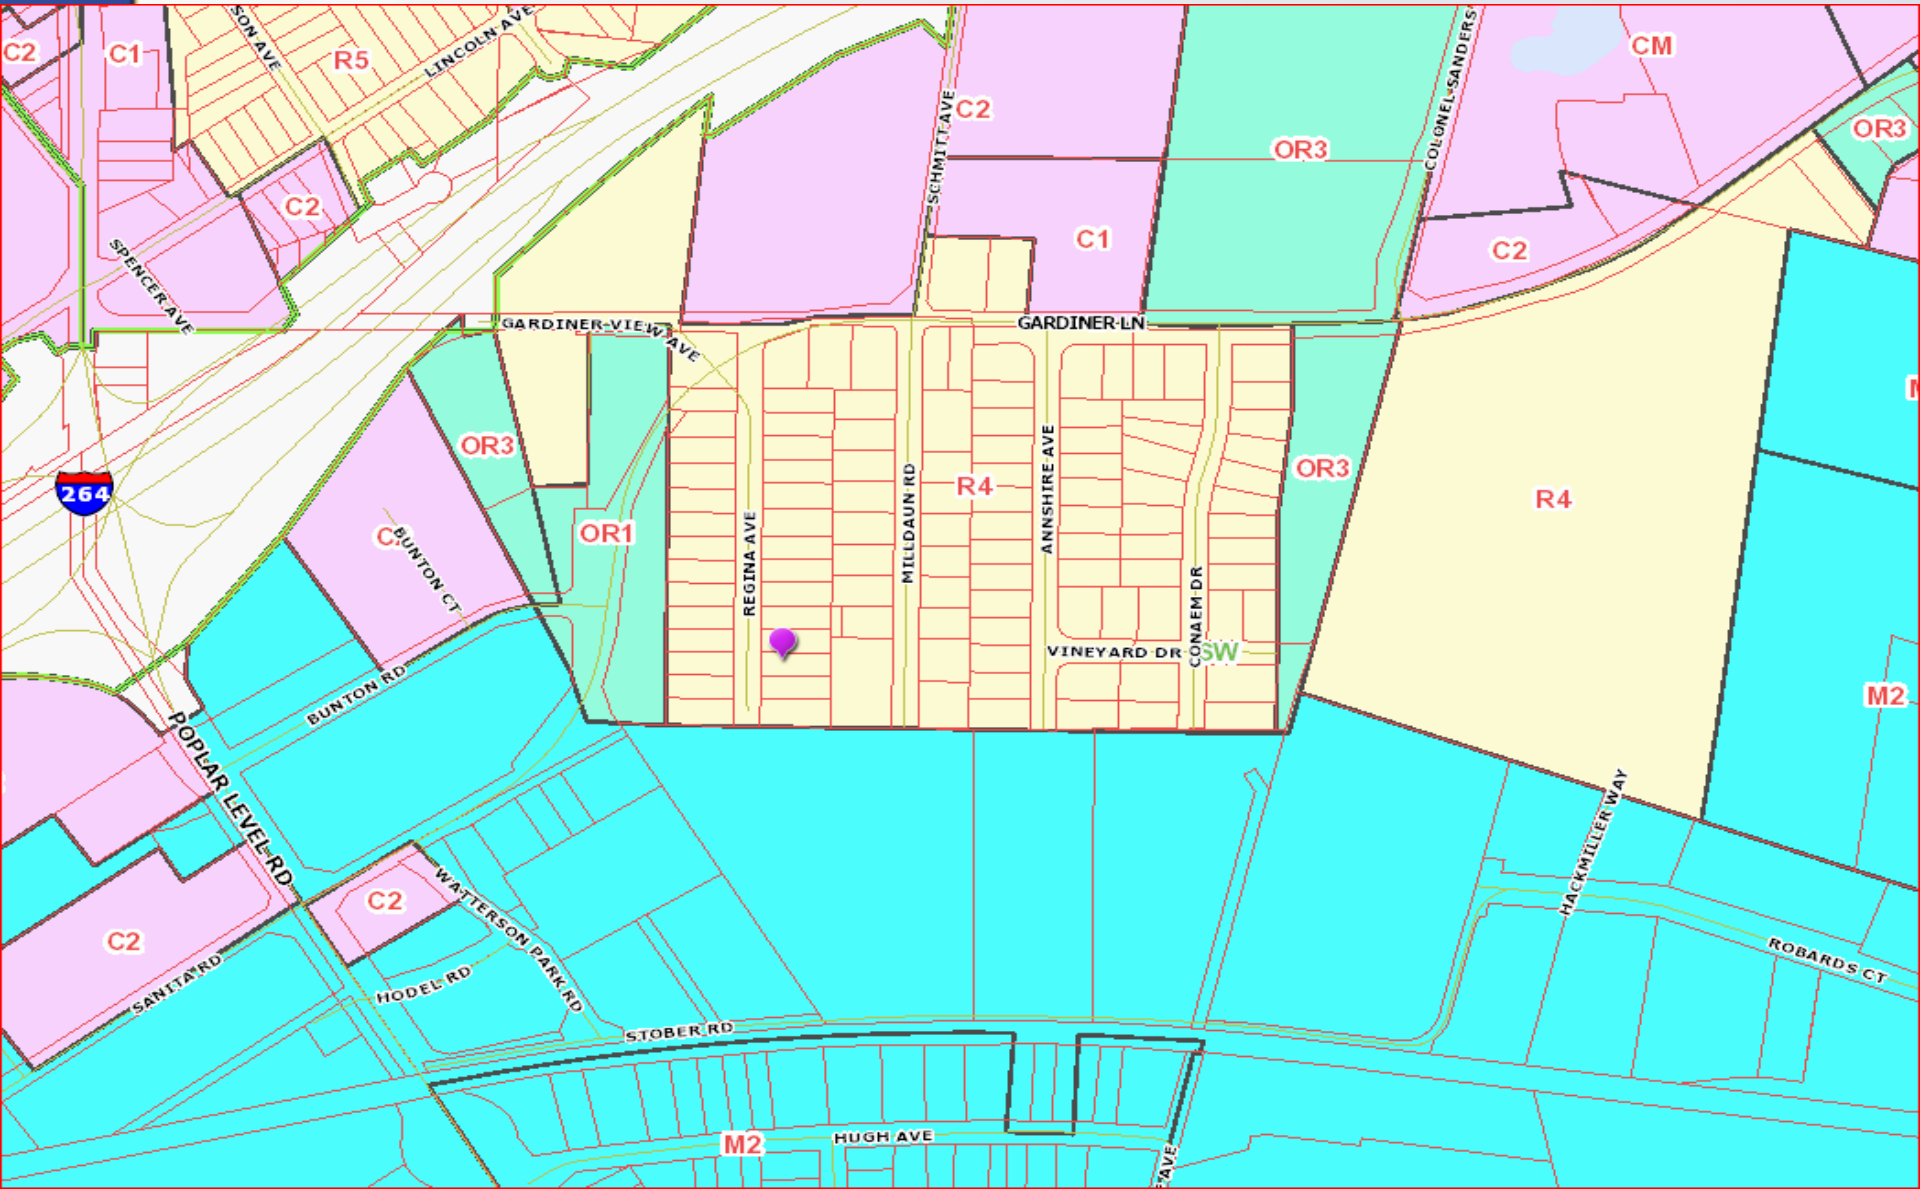 C2
C1
SON AVE
R5
LINCOLN AVE
C2
SCHMITT AVE
OR3
COLONEL SANDERS
CM
OR3
C2
C1
C2
SPENCER AVE
GARDINER VIEW AVE
GARDINER LN
264
OR3
BUNTON CT
OR1
REGINA AVE
MILLDAUN RD
R4
ANNSHIRE AVE
CONAEM DR
OR3
R4
VINEYARD DR
SW
BUNTON RD
M2
POPLAR LEVEL RD
HACKMILLER WAY
C2
WATTERSON PARK RD
C2
SANITA RD
HODEL RD
ROBARDS CT
STOBER RD
M2
HUGH AVE
AVE